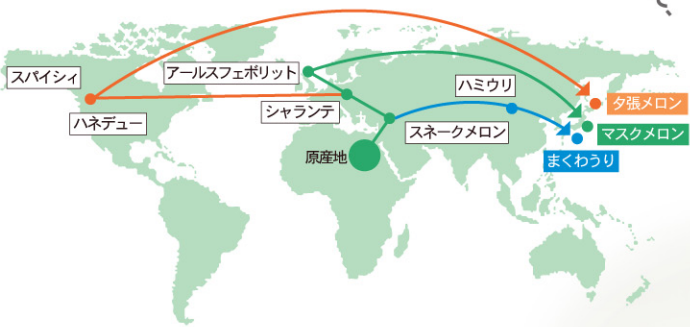 スパイシィ
ハネデュー
アールスフェボリット
シャランテ
原産地
スネークメロン
ハミウリ
夕張メロン
マスクメロン
まくわうり